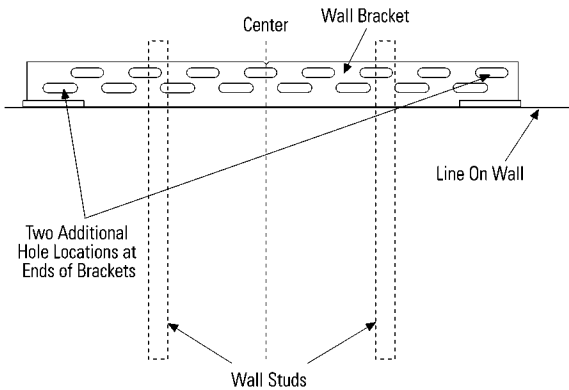 Center
Wall Bracket
Line On Wall
Two Additional
Hole Locations at
Ends of Brackets
Wall Studs